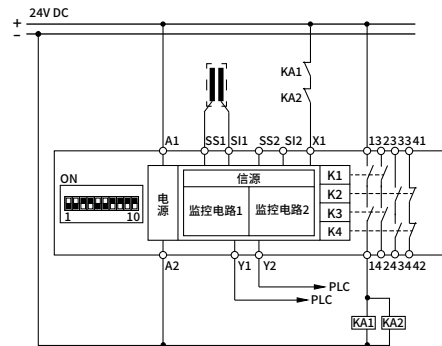 24V DC
+
−
KA1
KA2
A1 SS1 SI1 SS2 SI2 X1 13 23 33 41
ON
1 10
电源
信源
监控电路1 监控电路2
K1
K2
K3
K4
A2 Y1 Y2 14 24 34 42
PLC
PLC
KA1 KA2